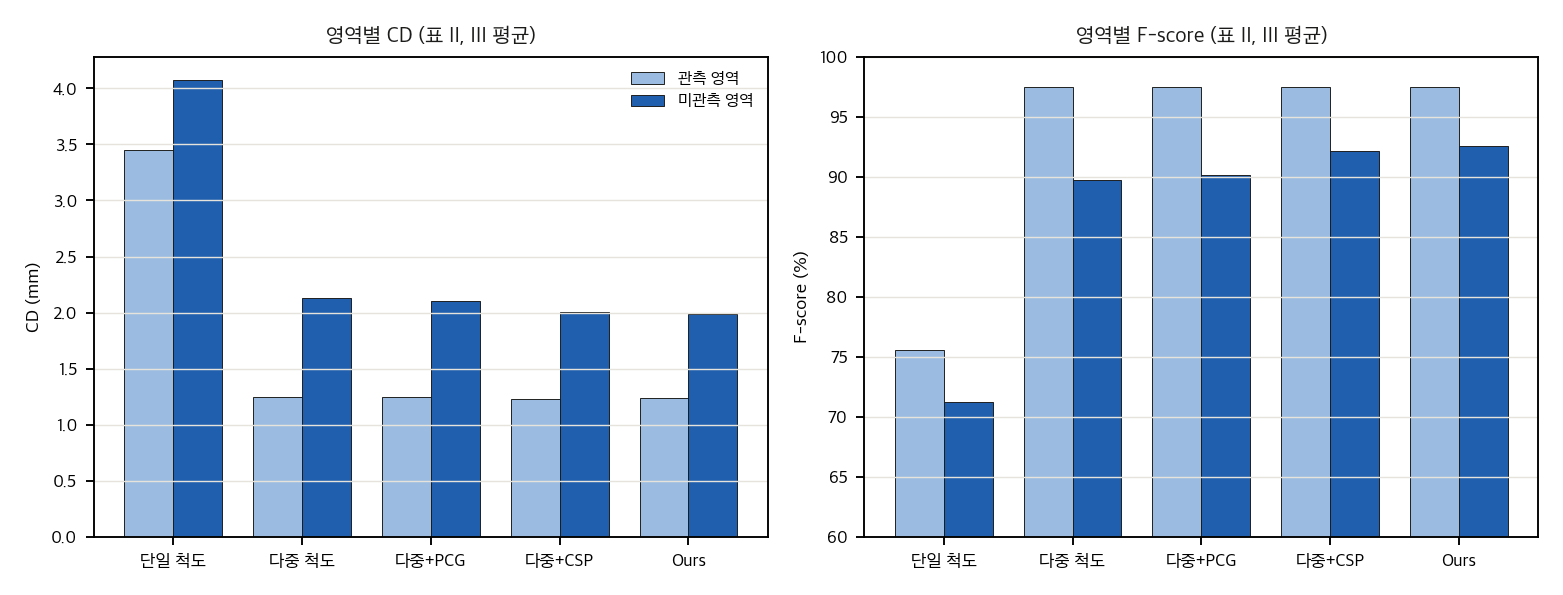 영역별 CD (표 II, III 평균)
CD (mm)
4.0
3.5
3.0
2.5
2.0
1.5
1.0
0.5
0.0
관측 영역
미관측 영역
단일 척도
다중 척도
다중+PCG
다중+CSP
Ours
영역별 F-score (표 II, III 평균)
F-score (%)
100
95
90
85
80
75
70
65
60
단일 척도
다중 척도
다중+PCG
다중+CSP
Ours